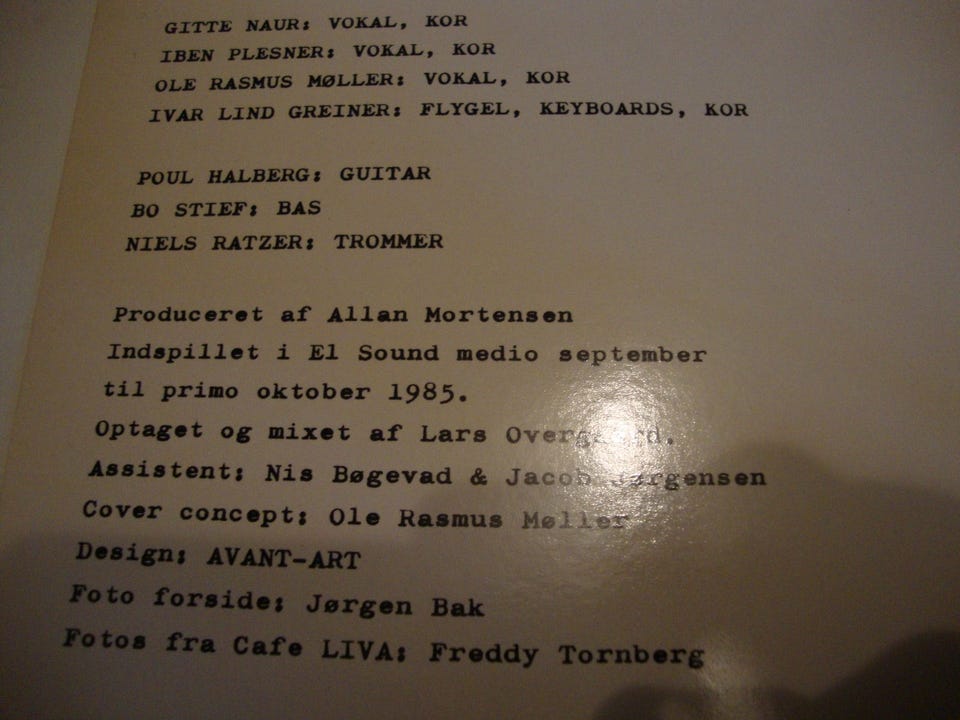 GITTE NAUR: VOKAL, KOR
IBEN PLESNER: VOKAL, KOR
OLE RASMUS MØLLER: VOKAL, KOR
IVAR LIND GREINER: FLYGEL, KEYBOARDS, KOR
POUL HALBERG: GUITAR
BO STIEF: BAS
NIELS RATZER: TROMMER
Produceret af Allan Mortensen
Indspillet i El Sound medio september
til primo oktober 1985.
Optaget og mixet af Lars Overgaard.
Assistent: Nis Bøgevad & Jacob Jørgensen
Cover concept: Ole Rasmus Møller
Design: AVANT-ART
Foto forside: Jørgen Bak
Fotos fra Cafe LIVA: Freddy Tornberg